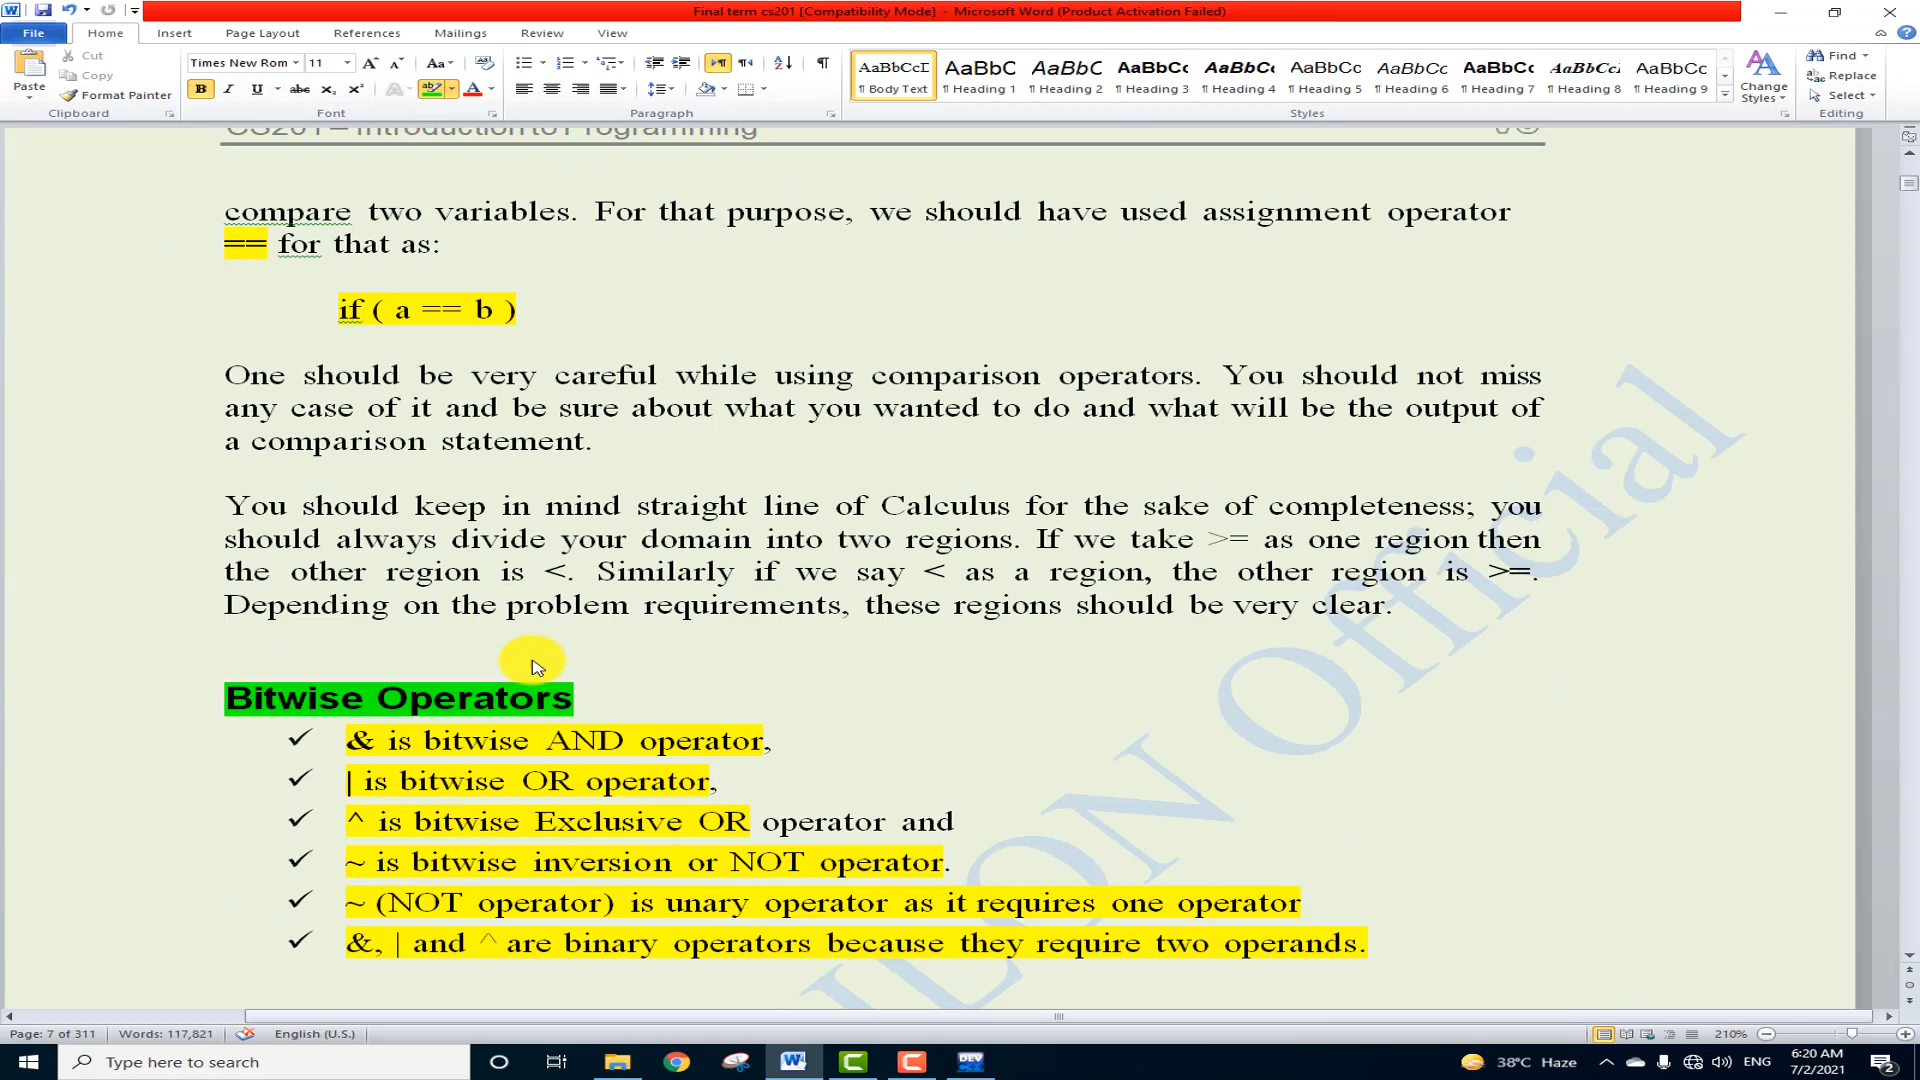 Final term cs201 [Compatibility Mode] - Microsoft Word (Product Activation Failed)
File Home Insert Page Layout References Mailings Review View
Paste
Cut
Copy
Format Painter
Clipboard
Times New Rom 11
Font
Paragraph
AaBbCcI AaBbC AaBbC AaBbCc AaBbCc AaBbCc AaBbCc AaBbCc AaBbCcI AaBbCc
¶ Body Text ¶ Heading 1 ¶ Heading 2 ¶ Heading 3 ¶ Heading 4 ¶ Heading 5 ¶ Heading 6 ¶ Heading 7 ¶ Heading 8 ¶ Heading 9
Change
Styles
Styles
Find
Replace
Select
Editing
CS201 – Introduction to Programming
compare two variables. For that purpose, we should have used assignment operator
== for that as:
if ( a == b )
One should be very careful while using comparison operators. You should not miss
any case of it and be sure about what you wanted to do and what will be the output of
a comparison statement.
You should keep in mind straight line of Calculus for the sake of completeness; you
should always divide your domain into two regions. If we take >= as one region then
the other region is <. Similarly if we say < as a region, the other region is >=.
Depending on the problem requirements, these regions should be very clear.
Bitwise Operators
✓ & is bitwise AND operator,
✓ | is bitwise OR operator,
✓ ^ is bitwise Exclusive OR operator and
✓ ~ is bitwise inversion or NOT operator.
✓ ~ (NOT operator) is unary operator as it requires one operator
✓ &, | and ^ are binary operators because they require two operands.
LON Official
Page: 7 of 311 Words: 117,821 English (U.S.) 210%
Type here to search
DEV
38°C Haze
ENG
6:20 AM
7/2/2021
2